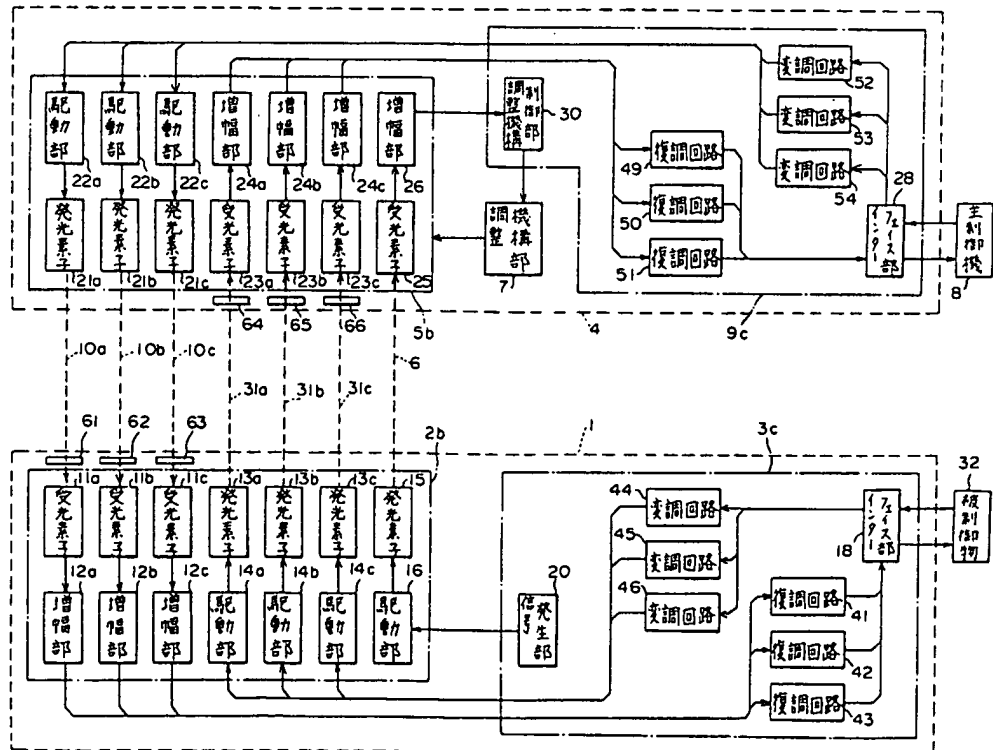 変調回路
52
変調回路
53
変調回路
54
駆動部
駆動部
駆動部
増幅部
増幅部
増幅部
増幅部
22a
22b
22c
24a
24b
24c
26
調整機構
制御部
30
復調回路
49
復調回路
50
復調回路
51
28
インター
フェイス部
主制御機
8
発光素子
発光素子
発光素子
受光素子
受光素子
受光素子
受光素子
21a
21b
21c
23a
23b
23c
25
調整
機構部
7
64
65
66
5b
4
9c
10a
10b
10c
31a
31b
31c
6
61
62
63
1
2b
3c
11a
11b
11c
13a
13b
13c
15
受光素子
受光素子
受光素子
発光素子
発光素子
発光素子
発光素子
44
変調回路
45
変調回路
46
変調回路
18
インター
フェイス部
32
被制御物
12a
12b
12c
14a
14b
14c
16
増幅部
増幅部
増幅部
駆動部
駆動部
駆動部
駆動部
20
信号
発生部
復調回路
41
復調回路
42
復調回路
43